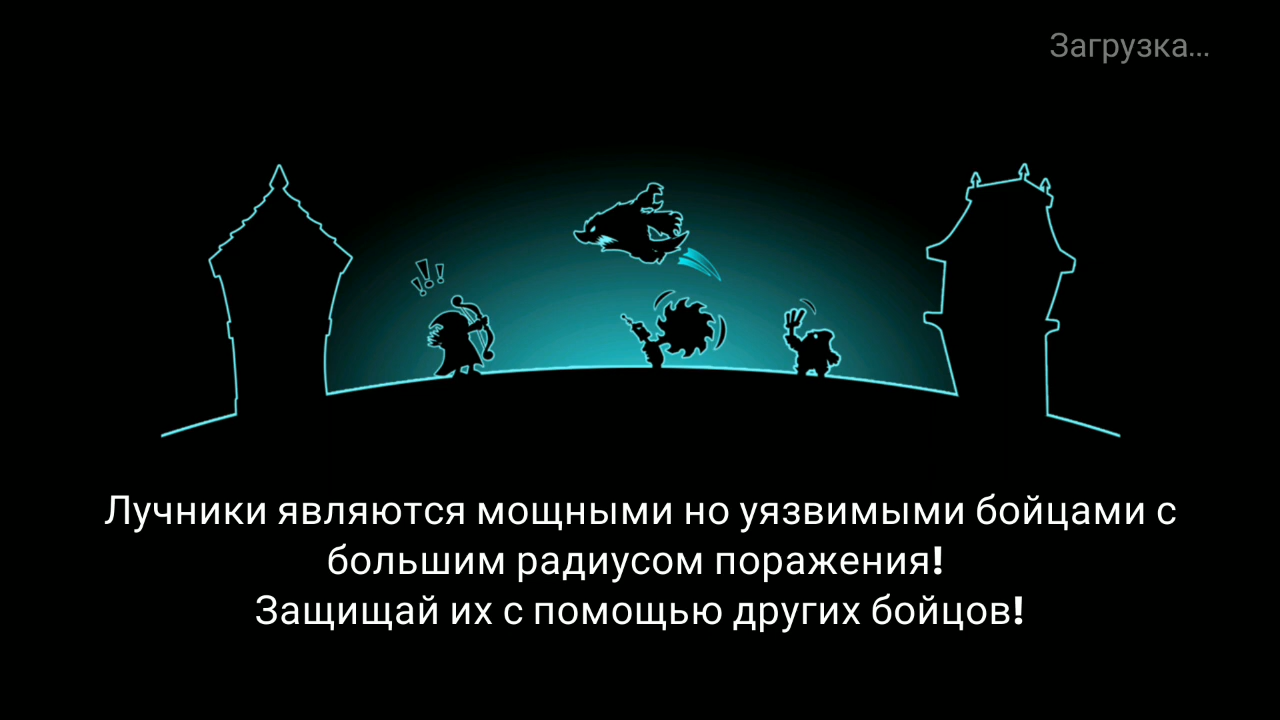 Загрузка...
Лучники являются мощными но уязвимыми бойцами с
большим радиусом поражения!
Защищай их с помощью других бойцов!